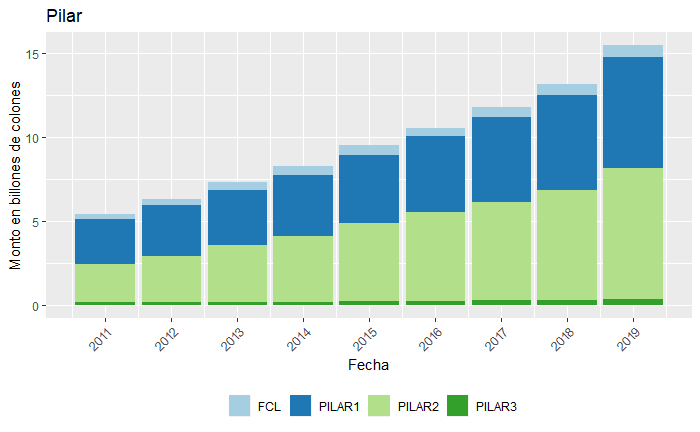 Pilar
Monto en billones de colones
15
10
5
0
2011 2012 2013 2014 2015 2016 2017 2018 2019
Fecha
FCL PILAR1 PILAR2 PILAR3